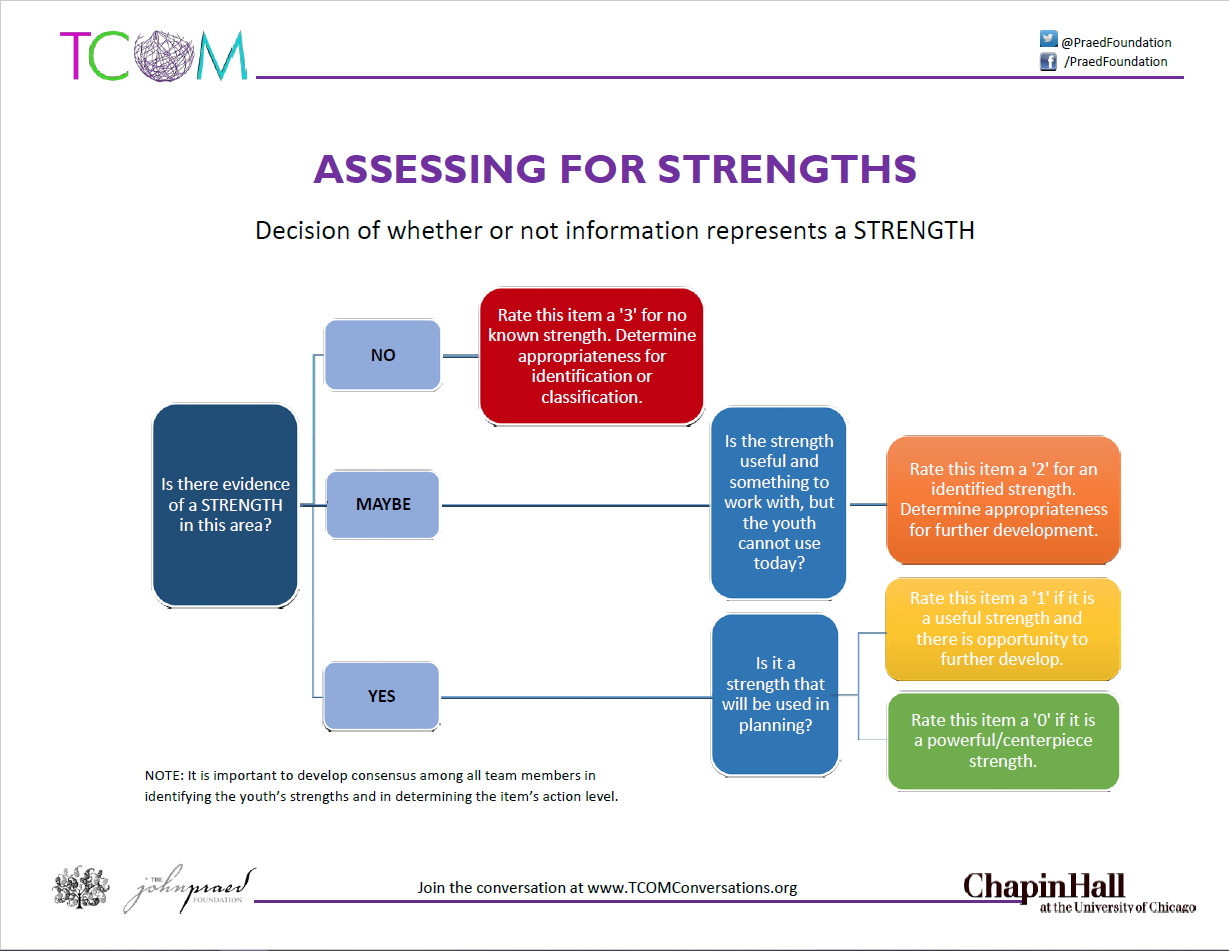 TCOM
@PraedFoundation
/PraedFoundation
ASSESSING FOR STRENGTHS
Decision of whether or not information represents a STRENGTH
Is there evidence
of a STRENGTH
in this area?
NO
Rate this item a '3' for no
known strength. Determine
appropriateness for
identification or
classification.
MAYBE
Is the strength
useful and
something to
work with, but
the youth
cannot use
today?
Rate this item a '2' for an
identified strength.
Determine appropriateness
for further development.
YES
Is it a
strength that
will be used in
planning?
Rate this item a '1' if it is
a useful strength and
there is opportunity to
further develop.
Rate this item a '0' if it is
a powerful/centerpiece
strength.
NOTE: It is important to develop consensus among all team members in
identifying the youth's strengths and in determining the item's action level.
THE
john praed
FOUNDATION
Join the conversation at www.TCOMConversations.org
ChapinHall
at the University of Chicago